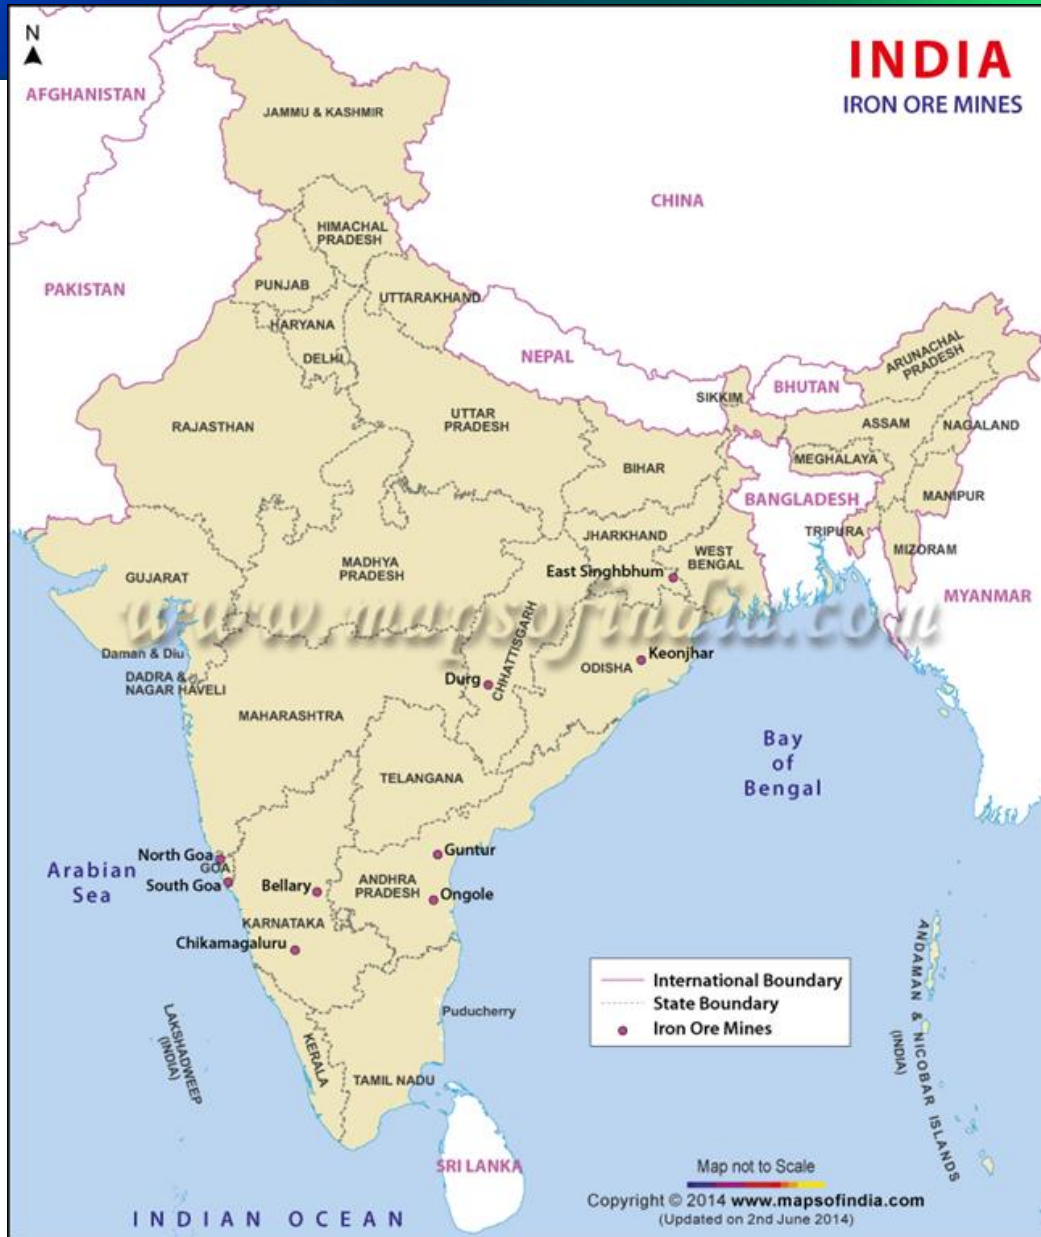 N
INDIA
IRON ORE MINES
AFGHANISTAN
JAMMU & KASHMIR
CHINA
HIMACHAL
PRADESH
PAKISTAN
PUNJAB
UTTARAKHAND
HARYANA
DELHI
NEPAL
ARUNACHAL
PRADESH
BHUTAN
SIKKIM
RAJASTHAN
UTTAR
PRADESH
ASSAM
NAGALAND
MEGHALAYA
BIHAR
BANGLADESH
MANIPUR
TRIPURA
JHARKHAND
WEST
BENGAL
MIZORAM
MADHYA
PRADESH
GUJARAT
East Singhbhum
MYANMAR
www.mapsofindia.com
Daman & Diu
DADRA &
NAGAR HAVELI
CHHATTISGARH
Keonjhar
ODISHA
Durg
MAHARASHTRA
Bay
of
Bengal
TELANGANA
North Goa
GOA
South Goa
Arabian
Sea
Guntur
Bellary
ANDHRA
PRADESH
Ongole
KARNATAKA
Chikamagaluru
International Boundary
State Boundary
Iron Ore Mines
ANDAMAN & NICOBAR ISLANDS
(INDIA)
Puducherry
LAKSHADWEEP
(INDIA)
KERALA
TAMIL NADU
SRI LANKA
Map not to Scale
Copyright © 2014 www.mapsofindia.com
(Updated on 2nd June 2014)
INDIAN OCEAN